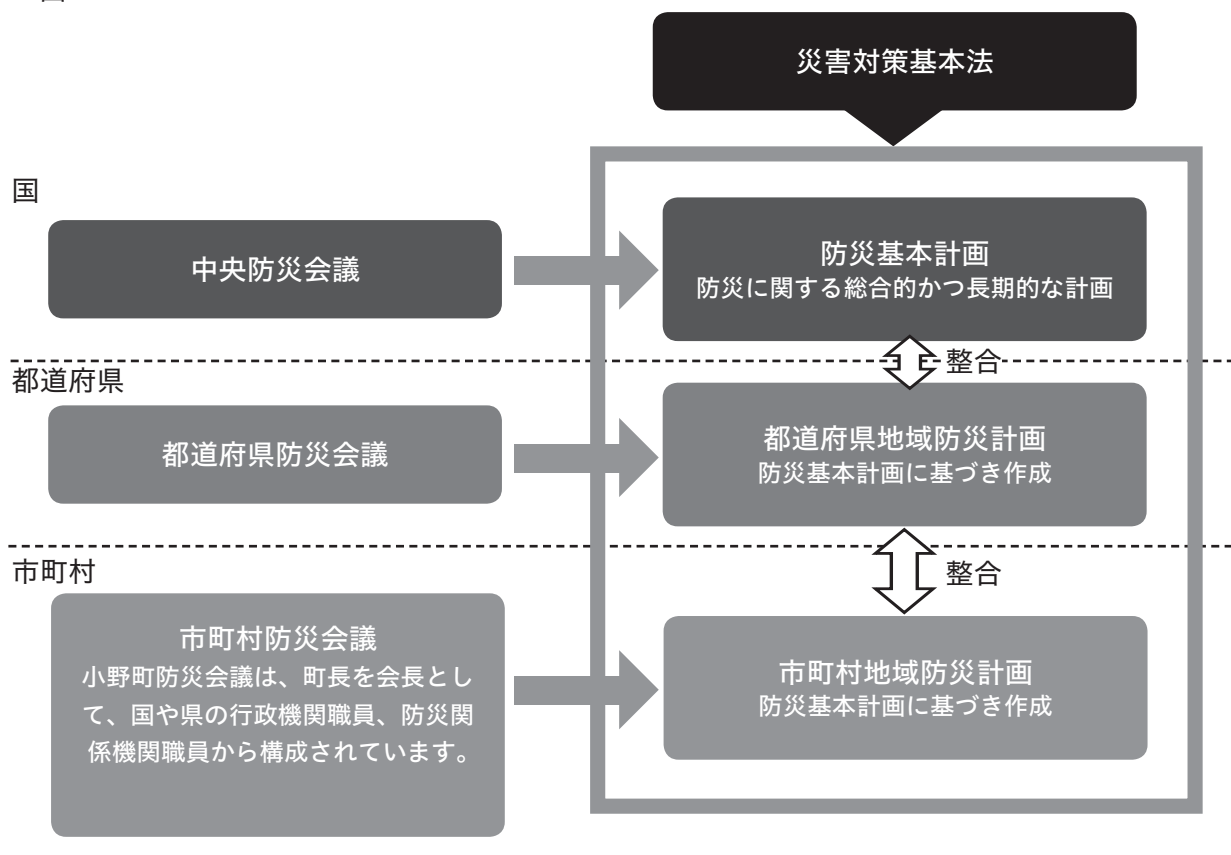 災害対策基本法
国
中央防災会議
防災基本計画
防災に関する総合的かつ長期的な計画
整合
都道府県
都道府県防災会議
都道府県地域防災計画
防災基本計画に基づき作成
整合
市町村
市町村防災会議
小野町防災会議は、町長を会長とし
て、国や県の行政機関職員、防災関
係機関職員から構成されています。
市町村地域防災計画
防災基本計画に基づき作成